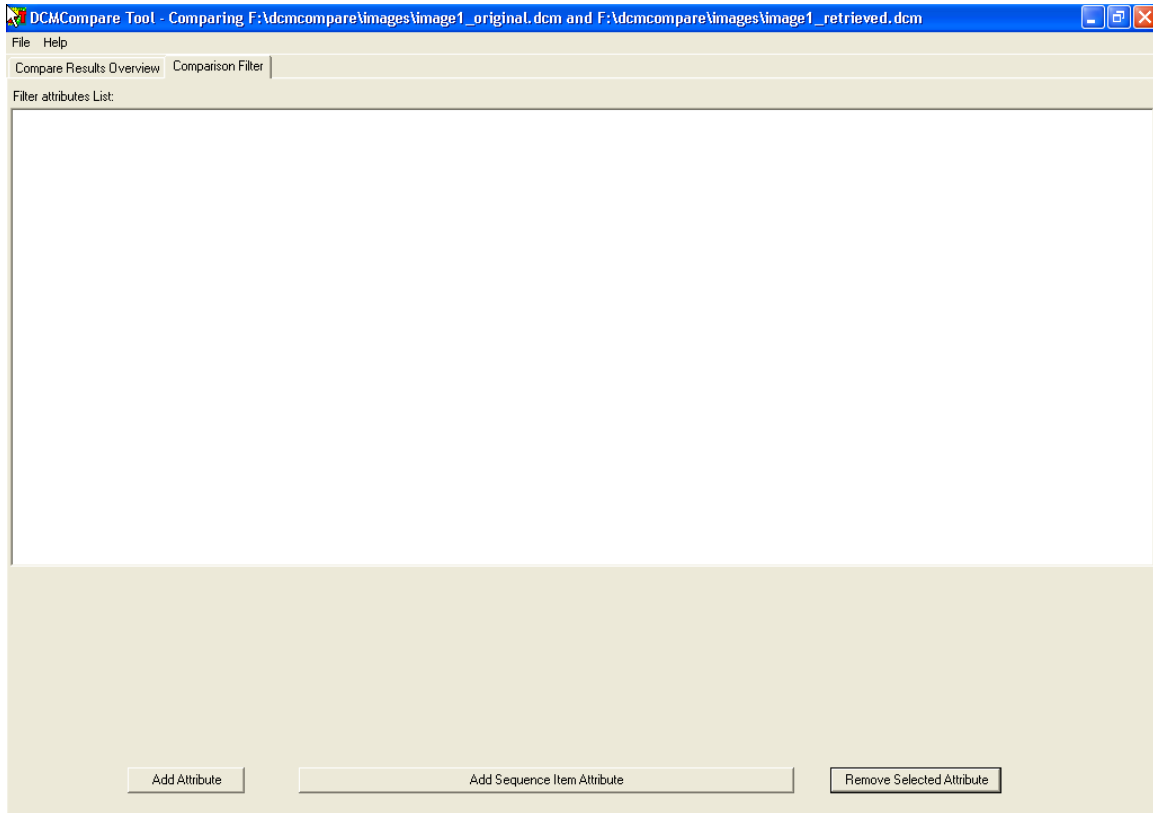 DCMCompare Tool - Comparing F:\dcmcompare\images\image1_original.dcm and F:\dcmcompare\images\image1_retrieved.dcm
File Help
Compare Results Overview Comparison Filter
Filter attributes List:
Add Attribute Add Sequence Item Attribute Remove Selected Attribute